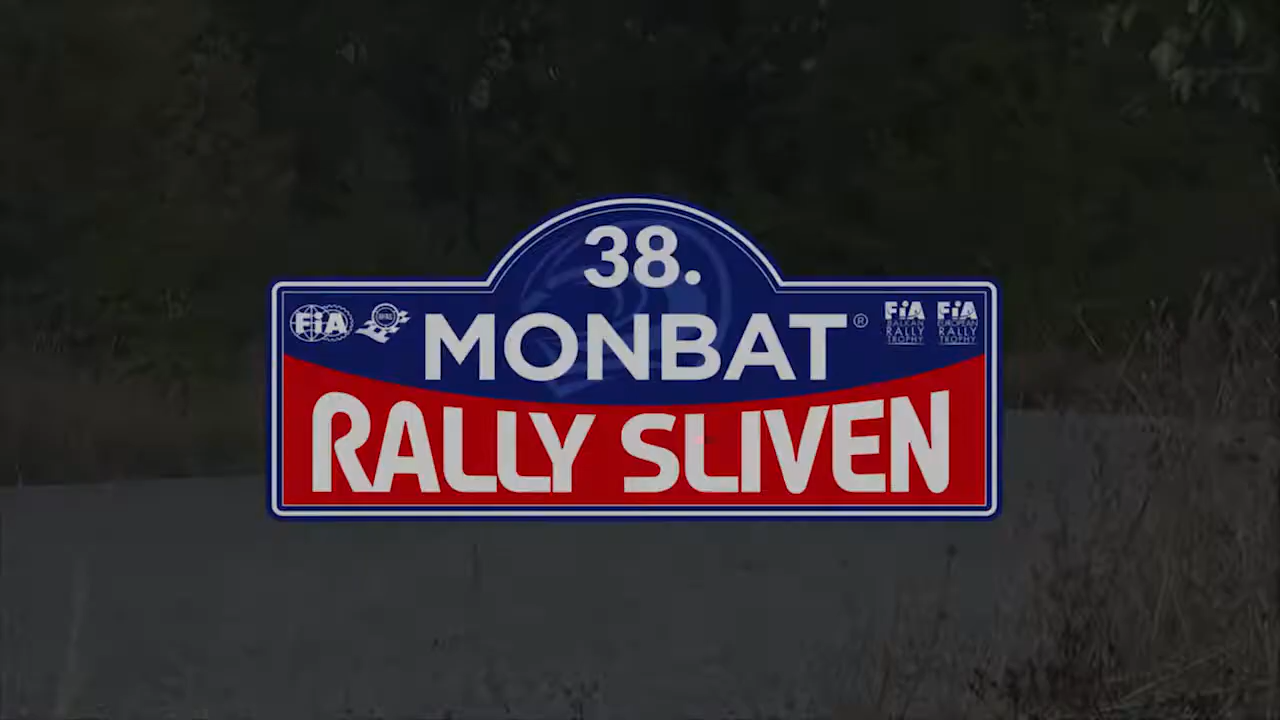 38.
MONBAT®
FiA
FiA BALKAN RALLY TROPHY
FiA EUROPEAN RALLY TROPHY
RALLY SLIVEN